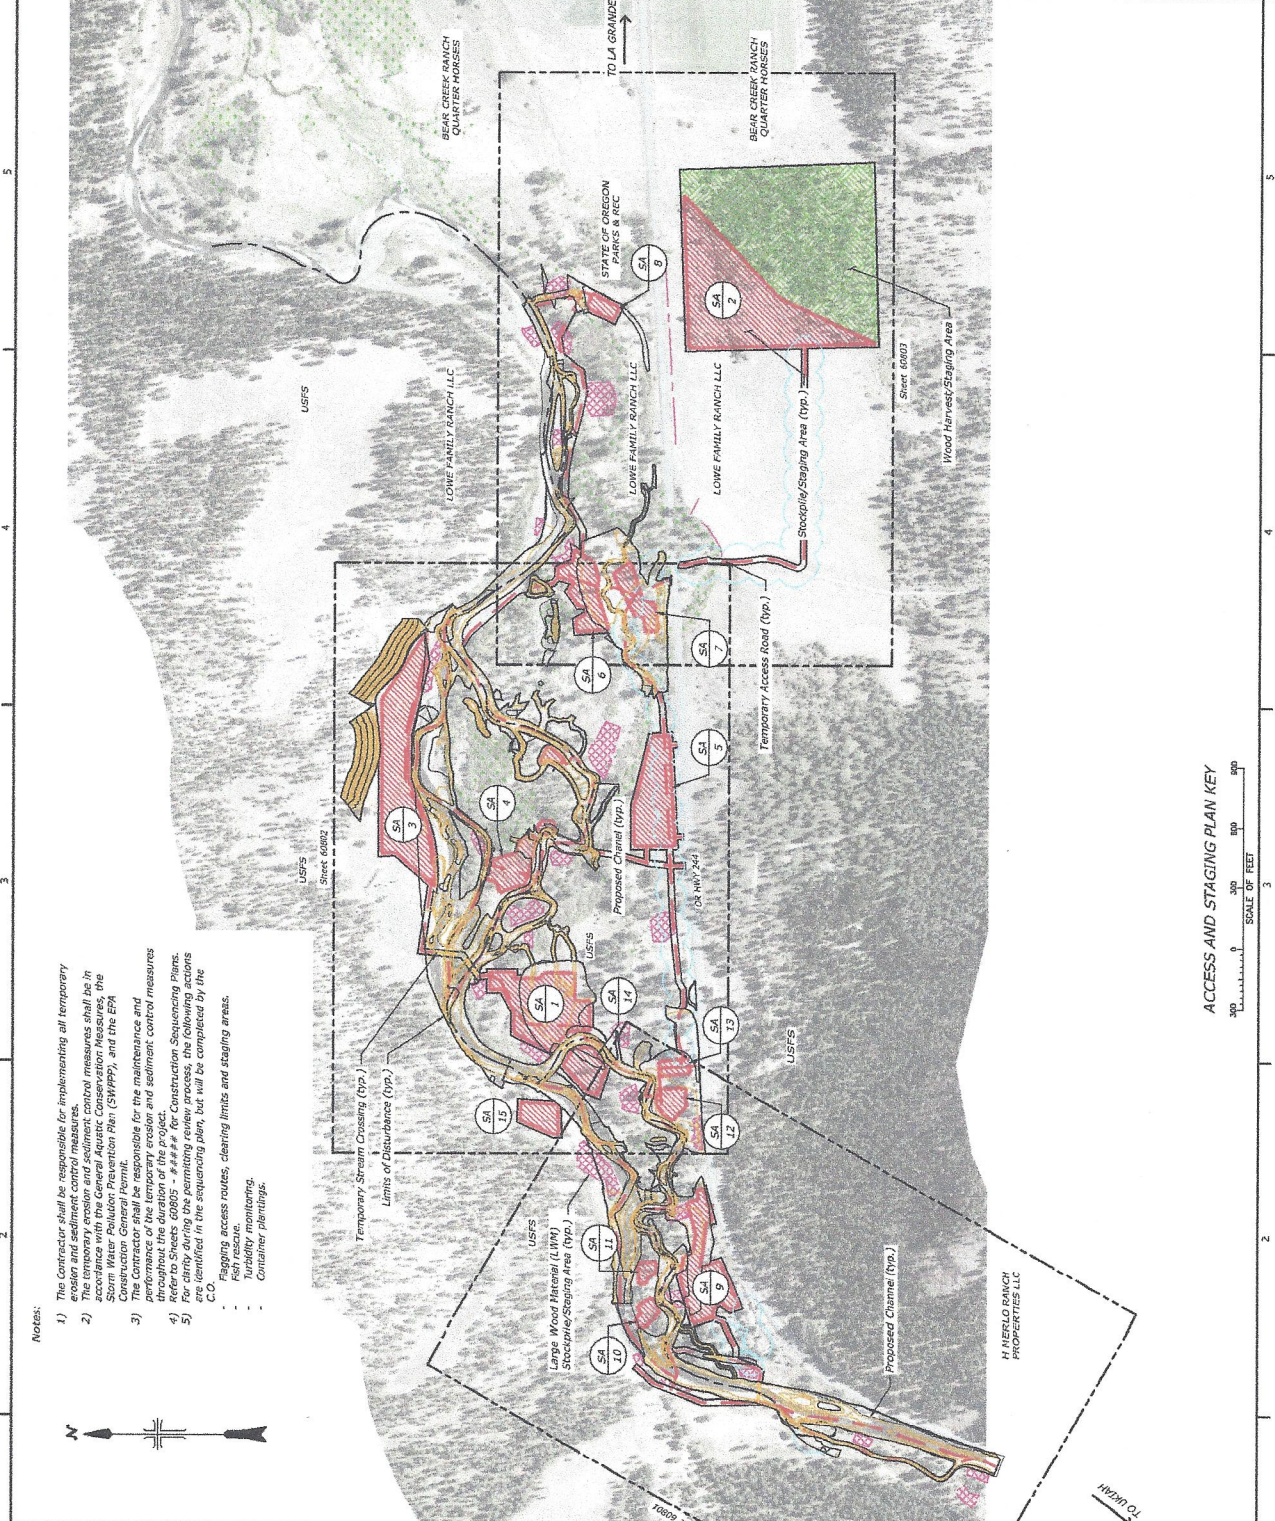 Notes:
1) The Contractor shall be responsible for implementing all temporary
erosion and sediment control measures.
2) The temporary erosion and sediment control measures shall be in
accordance with the General Aquatic Conservation Measures, the
Storm Water Pollution Prevention Plan (SWPPP), and the EPA
Construction General Permit.
3) The Contractor shall be responsible for the maintenance and
performance of the temporary erosion and sediment control measures
throughout the duration of the project.
4) Refer to Sheets 60805 - ##### for Construction Sequencing Plans.
5) For clarity during the permitting review process, the following actions
are identified in the sequencing plan, but will be completed by the
C.O.
- Flagging access routes, clearing limits and staging areas.
- Fish rescue.
- Turbidity monitoring.
- Container plantings.
N
1
2
3
4
5
USFS
USFS
Sheet 60802
LOWE FAMILY RANCH LLC
BEAR CREEK RANCH
QUARTER HORSES
TO LA GRANDE
BEAR CREEK RANCH
QUARTER HORSES
STATE OF OREGON
PARKS & REC
SA
8
SA
2
LOWE FAMILY RANCH LLC
LOWE FAMILY RANCH LLC
Stockpile/Staging Area (typ.)
Sheet 60803
Wood Harvest/Staging Area
Temporary Stream Crossing (typ.)
Limits of Disturbance (typ.)
SA
3
SA
4
SA
6
SA
7
SA
5
Temporary Access Road (typ.)
Proposed Chanel (typ.)
OR HWY 244
USFS
SA
1
SA
14
SA
13
USFS
SA
15
SA
12
USFS
Large Wood Material (LWM)
Stockpile/Staging Area (typ.)
SA
11
SA
10
SA
9
Proposed Channel (typ.)
H MERLO RANCH
PROPERTIES LLC
60801
TO UKIAH
ACCESS AND STAGING PLAN KEY
300 0 300 600 900
SCALE OF FEET
1
2
3
4
5